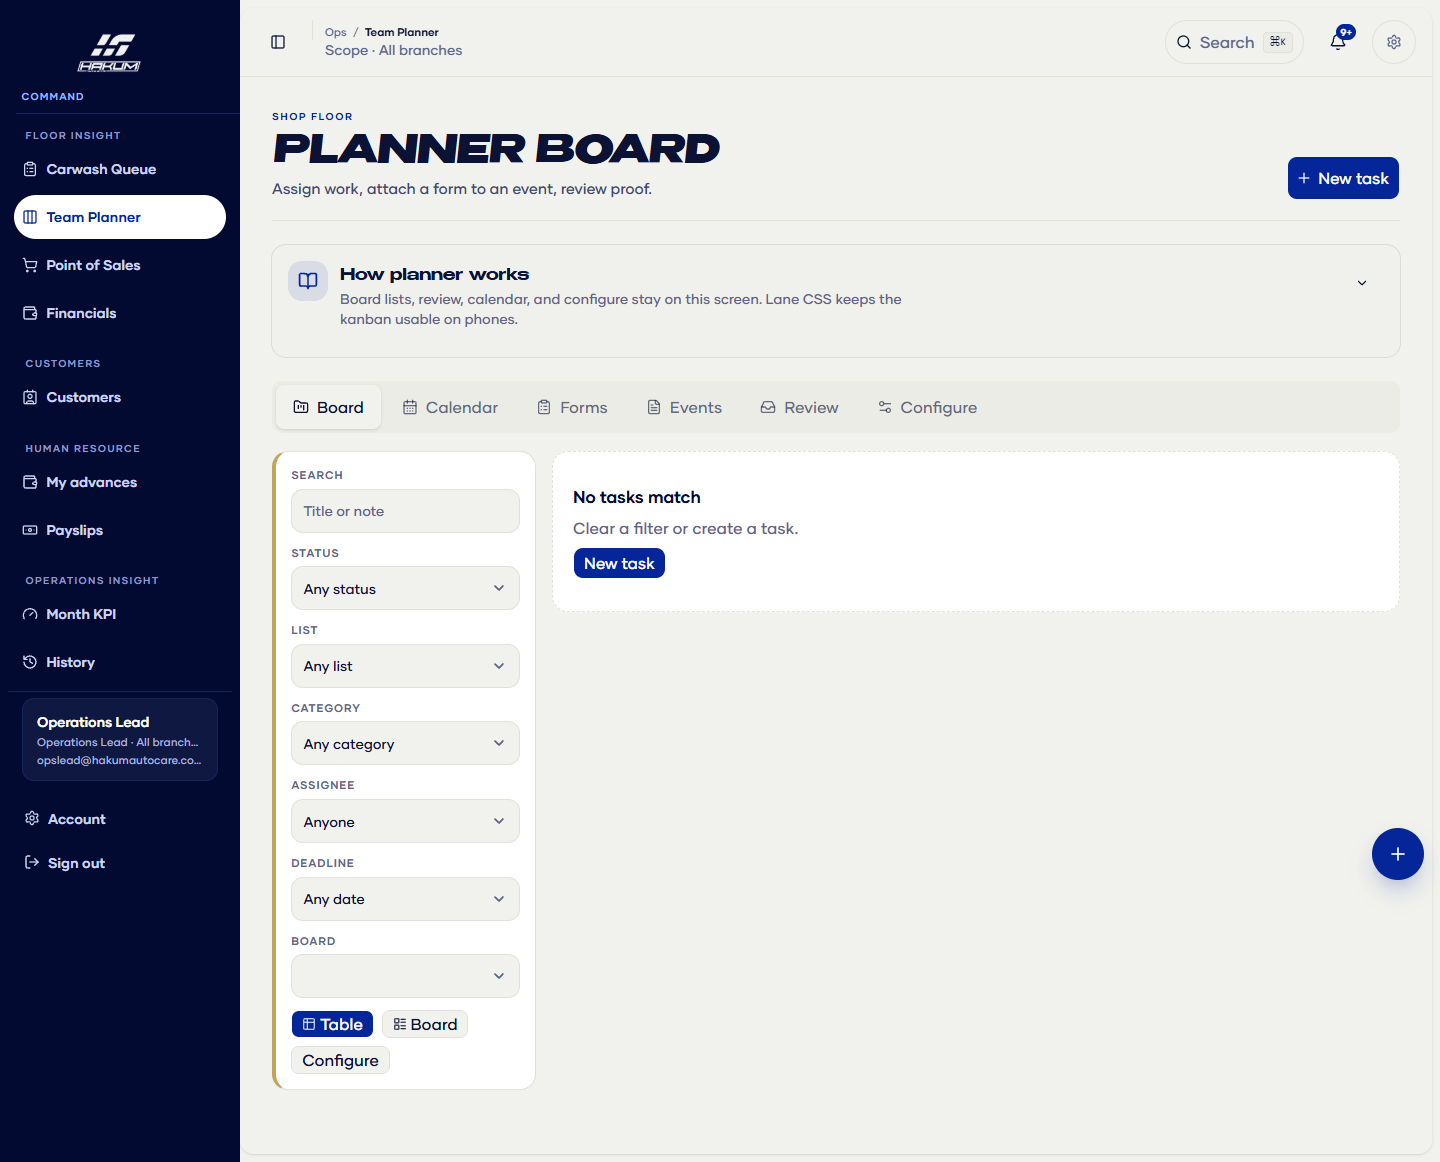 HAKUM
COMMAND
FLOOR INSIGHT
Carwash Queue
Team Planner
Point of Sales
Financials
CUSTOMERS
Customers
HUMAN RESOURCE
My advances
Payslips
OPERATIONS INSIGHT
Month KPI
History
Operations Lead
Operations Lead · All branch...
opslead@hakumautocare.co...
Account
Sign out
Ops / Team Planner
Scope · All branches
Search ⌘K
9+
SHOP FLOOR
PLANNER BOARD
Assign work, attach a form to an event, review proof.
+ New task
How planner works
Board lists, review, calendar, and configure stay on this screen. Lane CSS keeps the
kanban usable on phones.
Board Calendar Forms Events Review Configure
SEARCH
Title or note
STATUS
Any status
LIST
Any list
CATEGORY
Any category
ASSIGNEE
Anyone
DEADLINE
Any date
BOARD
Table Board
Configure
No tasks match
Clear a filter or create a task.
New task